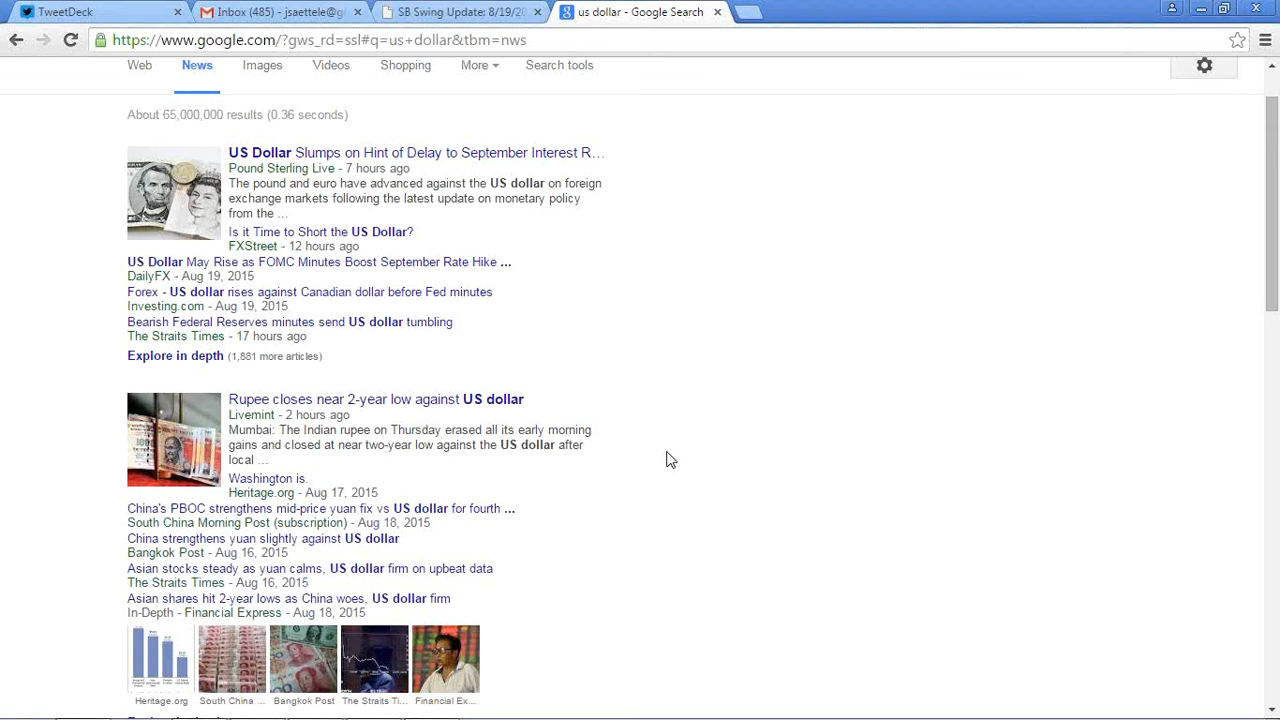 TweetDeck
Inbox (485) - jsaettele@g
SB Swing Update: 8/19/20
us dollar - Google Search
https://www.google.com/?gws_rd=ssl#q=us+dollar&tbm=nws
Web News Images Videos Shopping More Search tools
About 65,000,000 results (0.36 seconds)
US Dollar Slumps on Hint of Delay to September Interest R...
Pound Sterling Live - 7 hours ago
The pound and euro have advanced against the US dollar on foreign
exchange markets following the latest update on monetary policy
from the ...
Is it Time to Short the US Dollar?
FXStreet - 12 hours ago
US Dollar May Rise as FOMC Minutes Boost September Rate Hike ...
DailyFX - Aug 19, 2015
Forex - US dollar rises against Canadian dollar before Fed minutes
Investing.com - Aug 19, 2015
Bearish Federal Reserves minutes send US dollar tumbling
The Straits Times - 17 hours ago
Explore in depth (1,881 more articles)
Rupee closes near 2-year low against US dollar
Livemint - 2 hours ago
Mumbai: The Indian rupee on Thursday erased all its early morning
gains and closed at near two-year low against the US dollar after
local ...
Washington is.
Heritage.org - Aug 17, 2015
China's PBOC strengthens mid-price yuan fix vs US dollar for fourth ...
South China Morning Post (subscription) - Aug 18, 2015
China strengthens yuan slightly against US dollar
Bangkok Post - Aug 16, 2015
Asian stocks steady as yuan calms, US dollar firm on upbeat data
The Straits Times - Aug 16, 2015
Asian shares hit 2-year lows as China woes, US dollar firm
In-Depth - Financial Express - Aug 18, 2015
Heritage.org South China ... Bangkok Post The Straits Ti... Financial Ex...